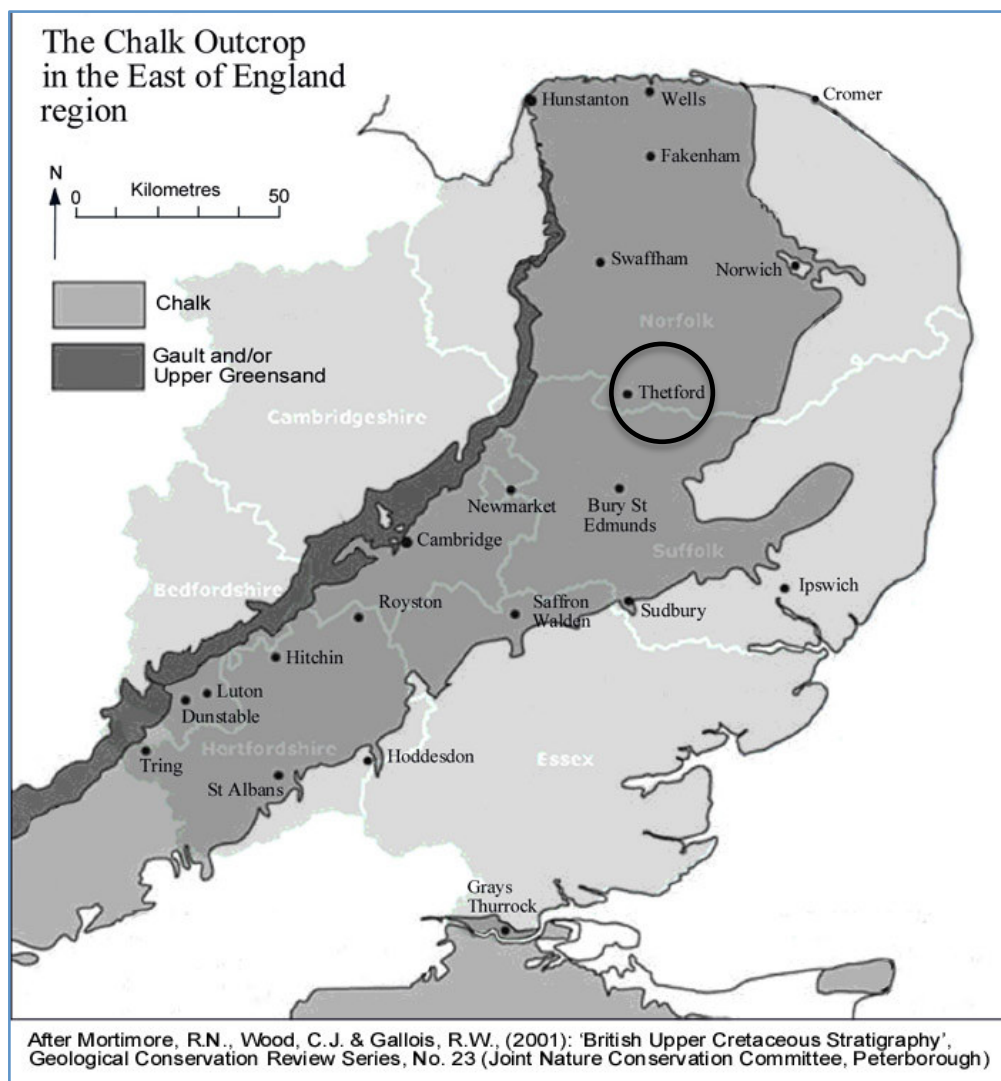 The Chalk Outcrop
in the East of England
region
N
Kilometres
0
50
Chalk
Gault and/or
Upper Greensand
Hunstanton
Wells
Cromer
Fakenham
Swaffham
Norwich
Norfolk
Thetford
Cambridgeshire
Newmarket
Bury St
Edmunds
Cambridge
Suffolk
Bedfordshire
Royston
Saffron
Walden
Sudbury
Ipswich
Hitchin
Luton
Dunstable
Hertfordshire
Tring
Hoddesdon
Essex
St Albans
Grays
Thurrock
After Mortimore, R.N., Wood, C.J. & Gallois, R.W., (2001): 'British Upper Cretaceous Stratigraphy',
Geological Conservation Review Series, No. 23 (Joint Nature Conservation Committee, Peterborough)